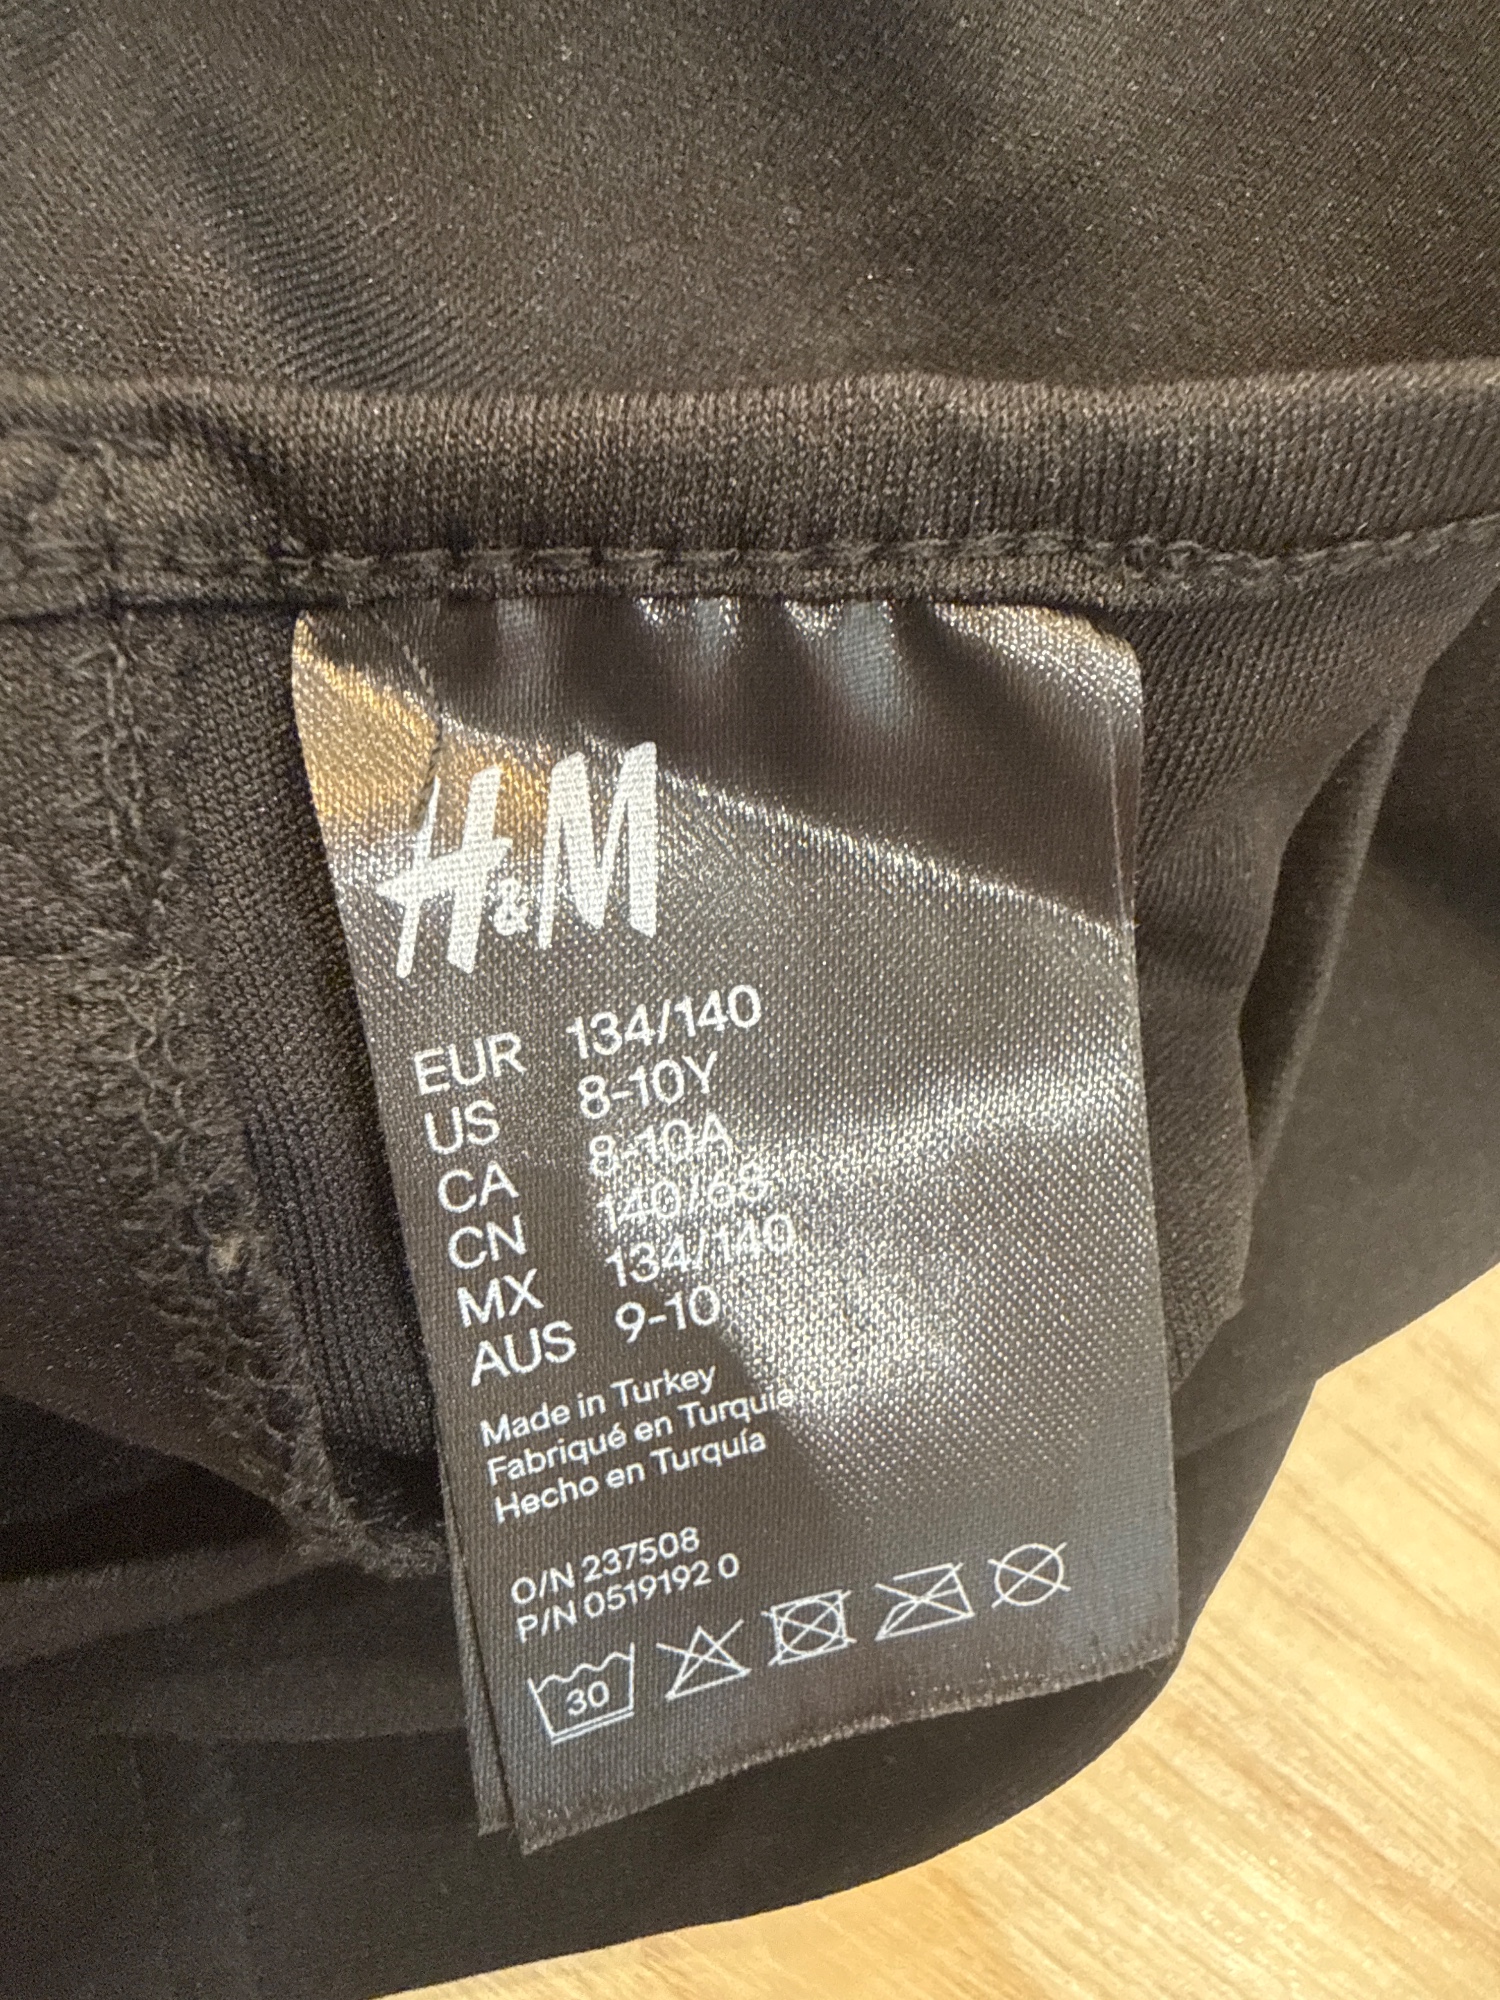 H&M
EUR 134/140
US 8-10Y
CA 8-10A
CN 140/63
MX 134/140
AUS 9-10
Made in Turkey
Fabriqué en Turquie
Hecho en Turquía
O/N 237508
P/N 0519192 0
30